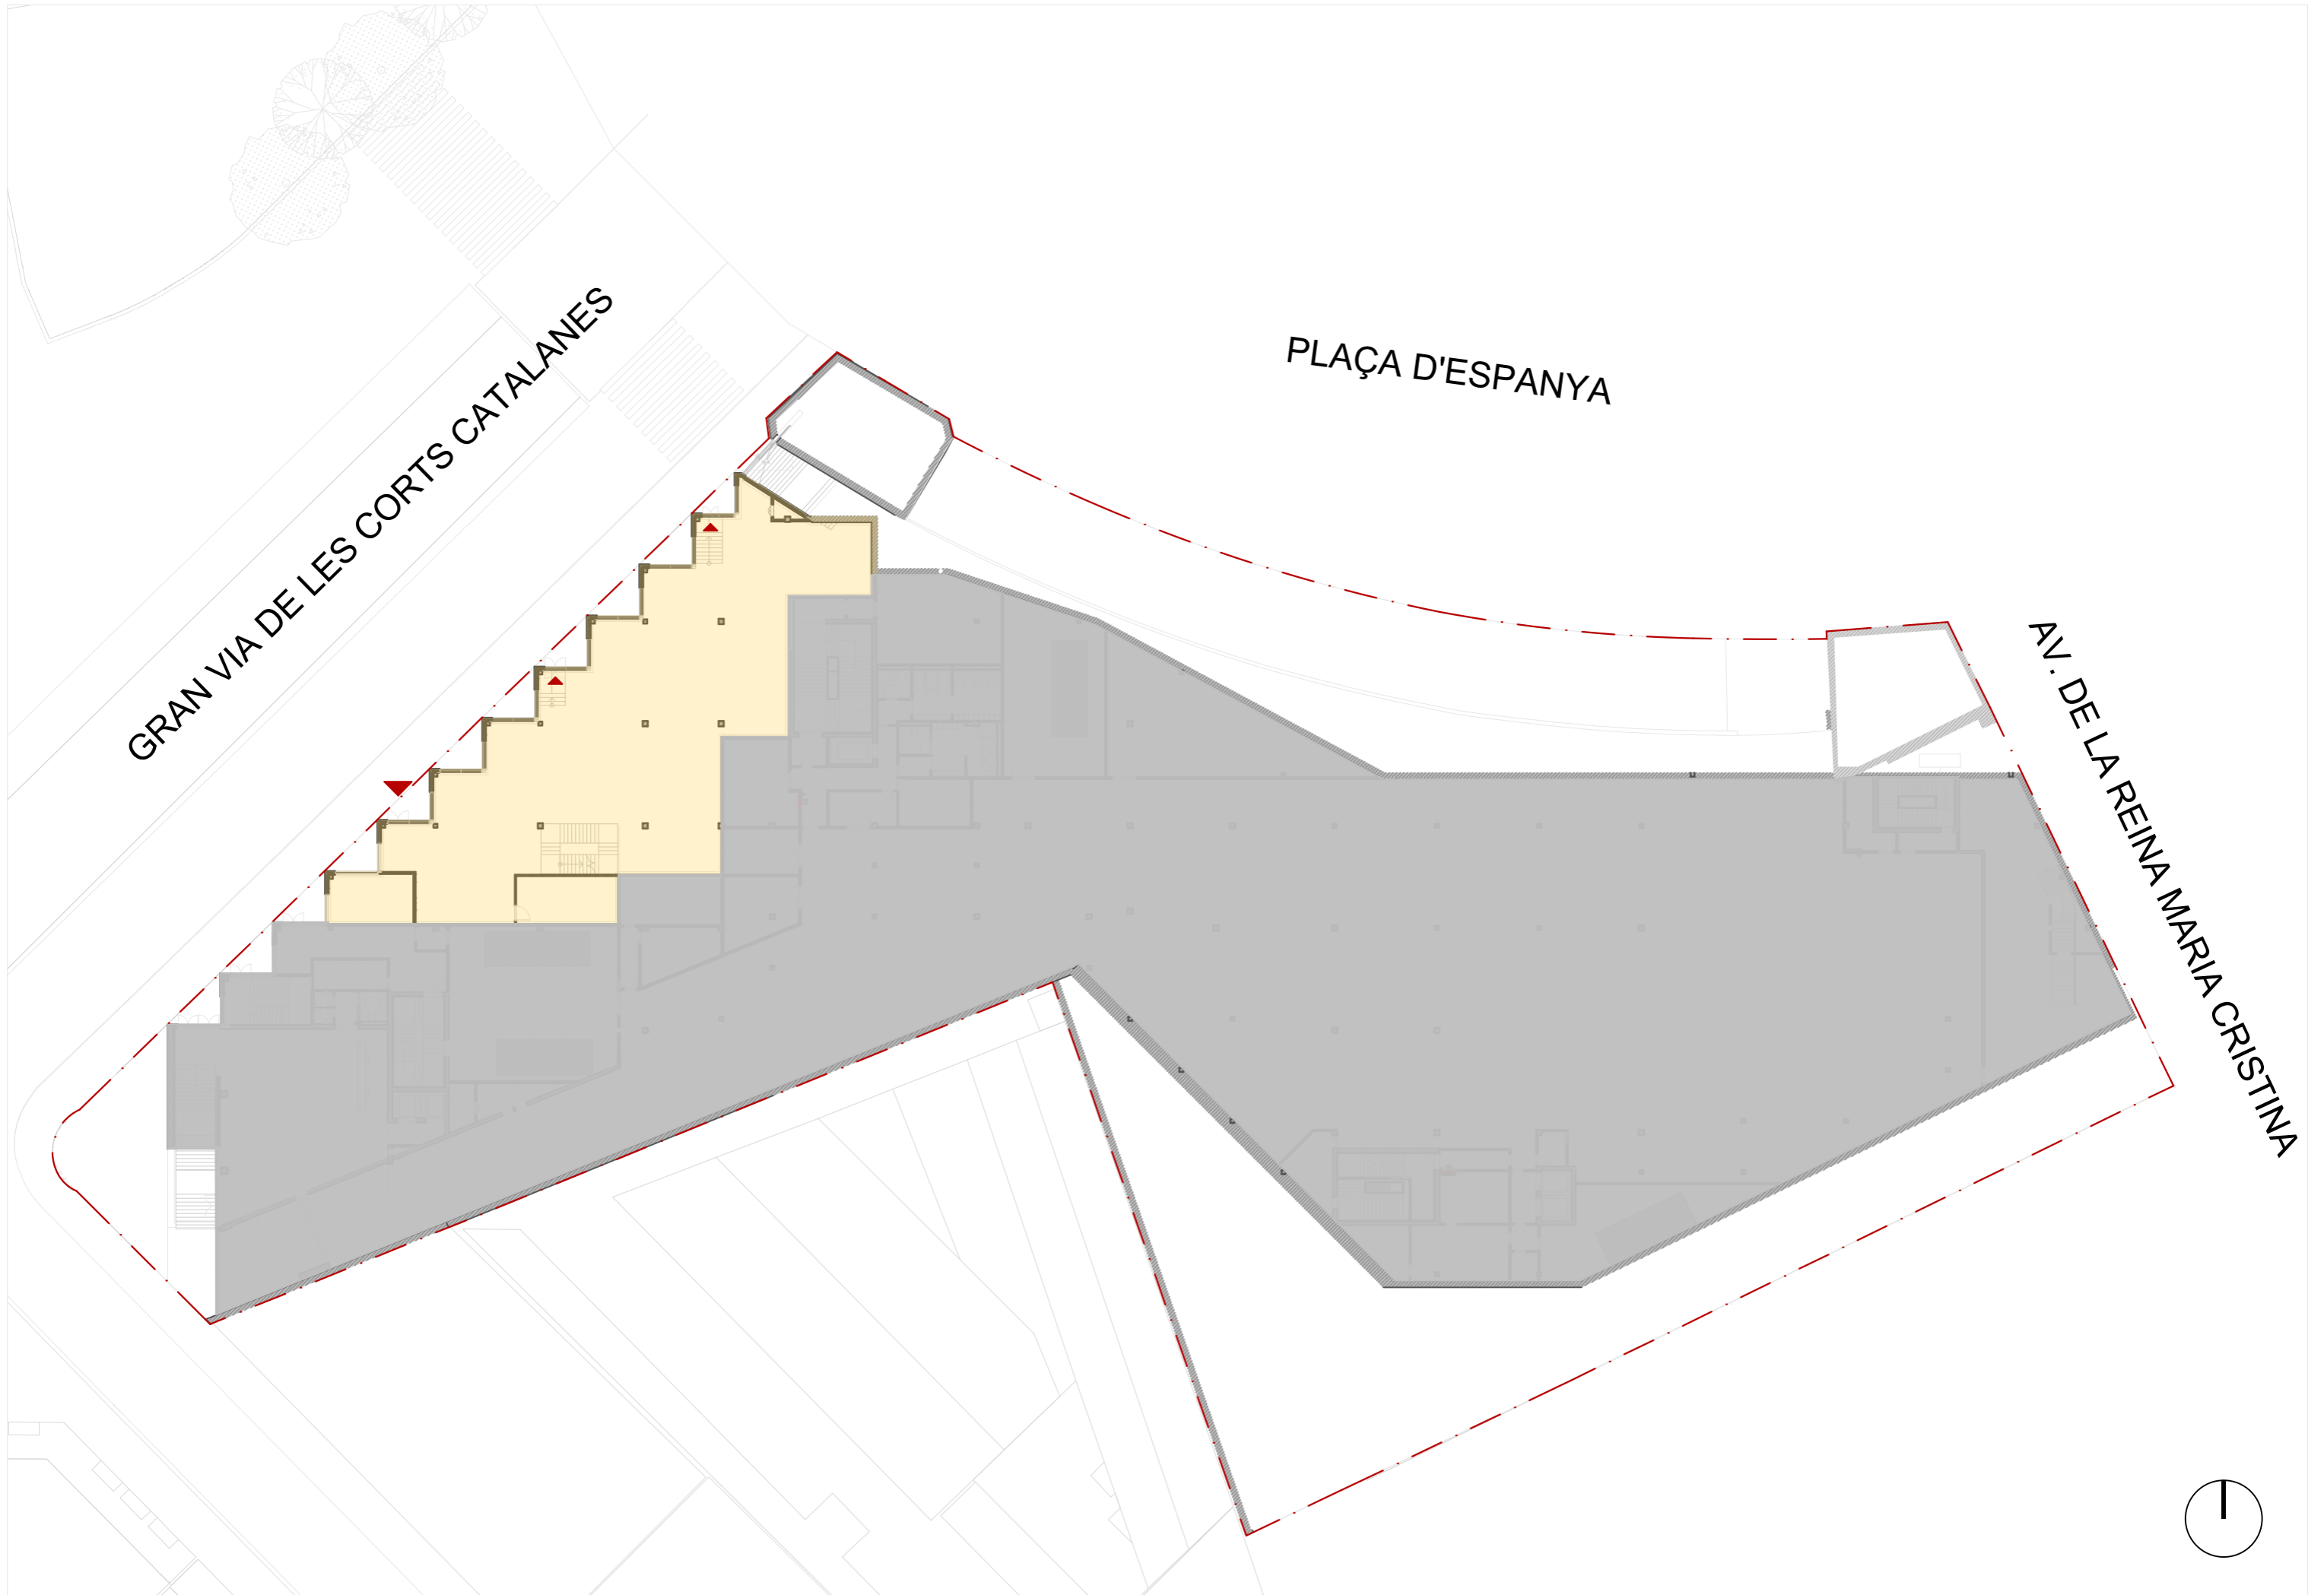 GRAN VIA DE LES CORTS CATALANES
PLAÇA D'ESPANYA
AV. DE LA REINA MARIA CRISTINA